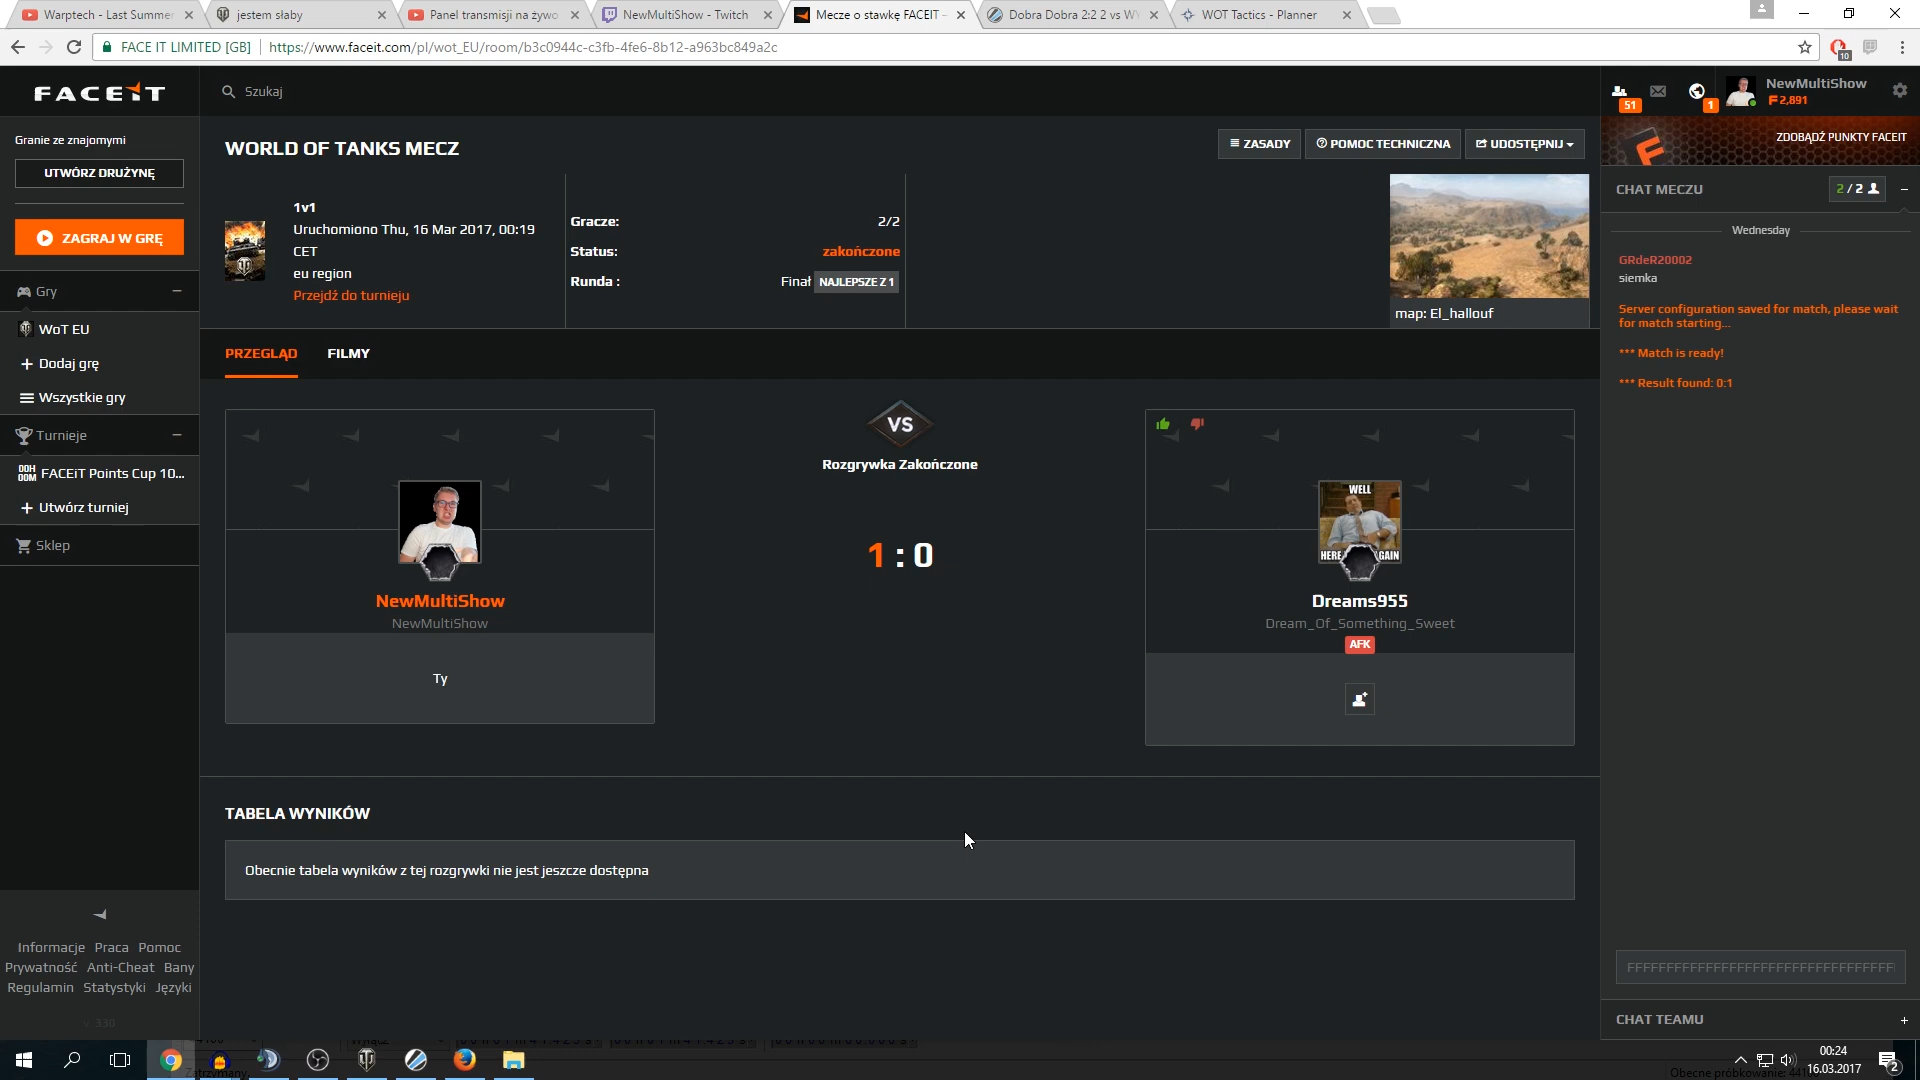 Warptech - Last Summer
jestem słaby
Panel transmisji na żywo
NewMultiShow - Twitch
Mecze o stawkę FACEIT -
Dobra Dobra 2:2 2 vs W
WOT Tactics - Planner
FACE IT LIMITED [GB]
https://www.faceit.com/pl/wot_EU/room/b3c0944c-c3fb-4fe6-8b12-a963bc849a2c
10
FACEIT
Szukaj
51
1
NewMultiShow
2,891
Granie ze znajomymi
UTWÓRZ DRUŻYNĘ
ZAGRAJ W GRĘ
Gry
WoT EU
Dodaj grę
Wszystkie gry
Turnieje
FACEiT Points Cup 10...
Utwórz turniej
Sklep
Informacje Praca Pomoc
Prywatność Anti-Cheat Bany
Regulamin Statystyki Języki
v 330
WORLD OF TANKS MECZ
ZASADY
POMOC TECHNICZNA
UDOSTĘPNIJ
1v1
Uruchomiono Thu, 16 Mar 2017, 00:19
CET
eu region
Przejdź do turnieju
Gracze: 2/2
Status: zakończone
Runda : Finał NAJLEPSZE Z 1
map: El_hallouf
PRZEGLĄD
FILMY
VS
Rozgrywka Zakończone
1 : 0
NewMultiShow
NewMultiShow
Ty
WELL
HERE GAIN
Dreams955
Dream_Of_Something_Sweet
AFK
TABELA WYNIKÓW
Obecnie tabela wyników z tej rozgrywki nie jest jeszcze dostępna
ZDOBĄDŹ PUNKTY FACEIT
CHAT MECZU
2 / 2
Wednesday
GRdeR20002
siemka
Server configuration saved for match, please wait
for match starting...
*** Match is ready!
*** Result found: 0:1
CHAT TEAMU
Zatrzymany.
Obecne próbkowanie: 441
00:24
16.03.2017
2